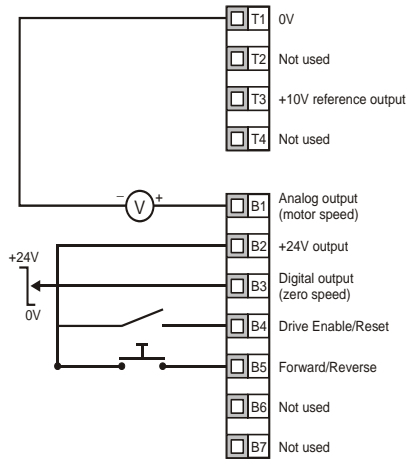 T1 0V
T2 Not used
T3 +10V reference output
T4 Not used
− V +
B1 Analog output
(motor speed)
B2 +24V output
+24V
B3 Digital output
(zero speed)
0V
B4 Drive Enable/Reset
B5 Forward/Reverse
B6 Not used
B7 Not used